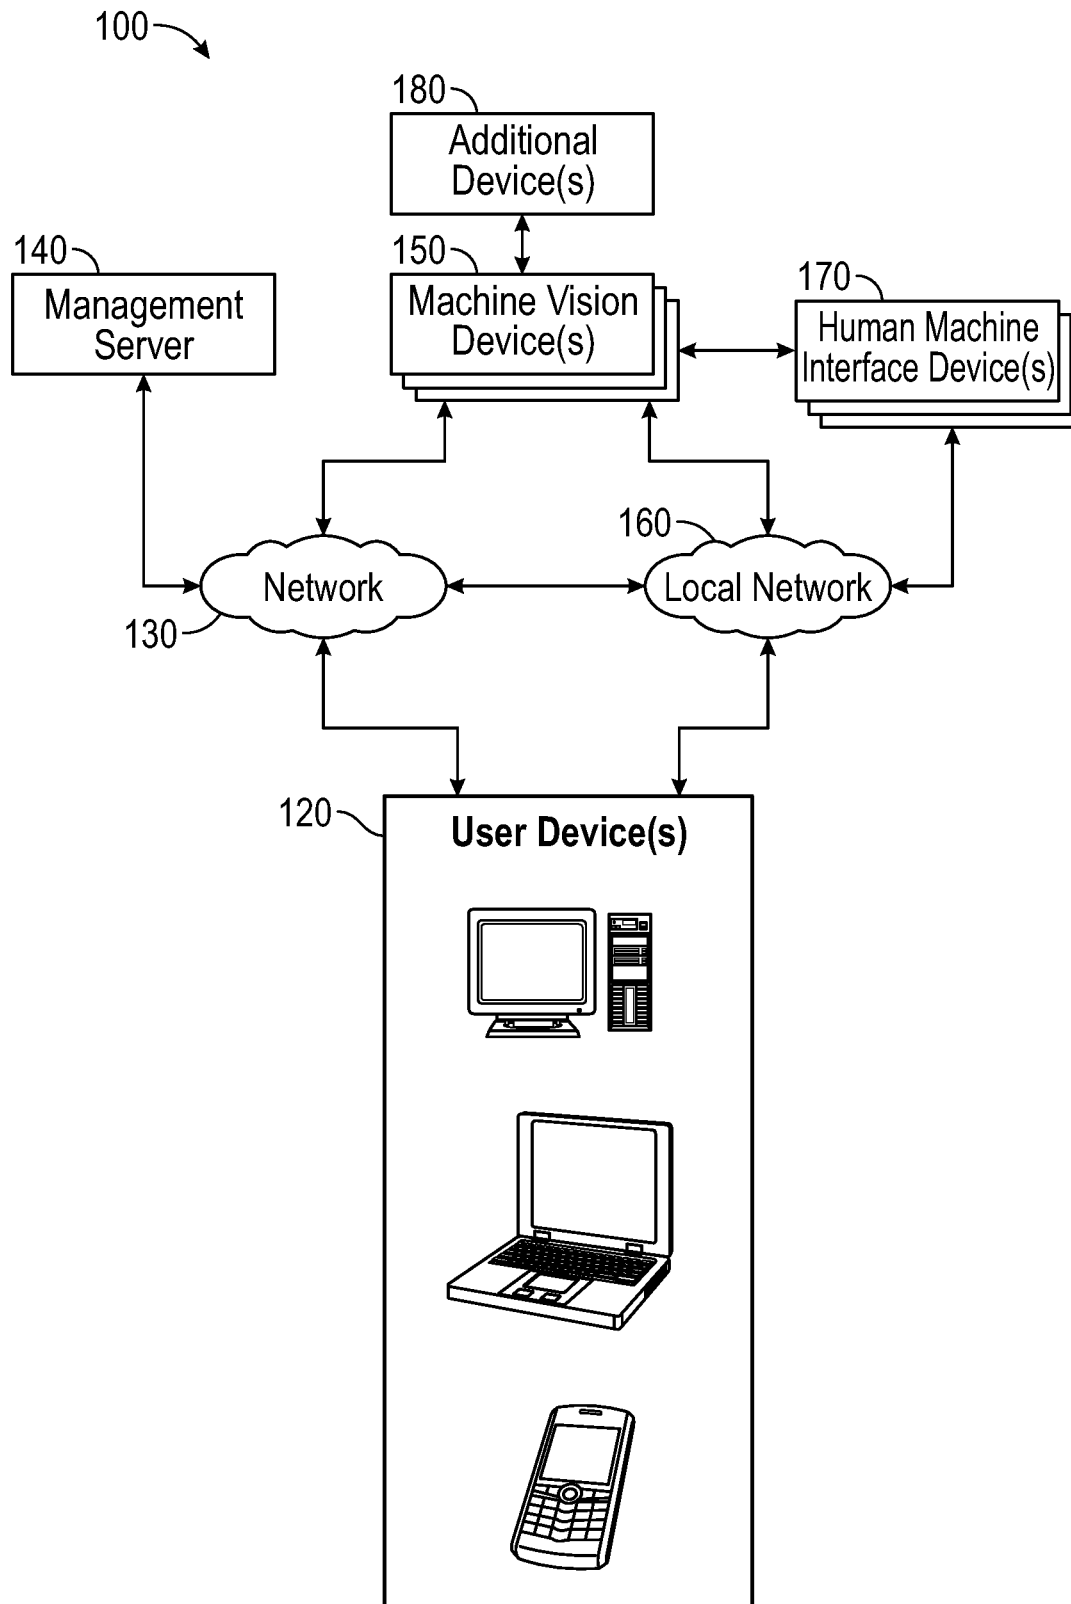 100
180
Additional
Device(s)
140
Management
Server
150
Machine Vision
Device(s)
170
Human Machine
Interface Device(s)
160
Network
Local Network
130
120
User Device(s)